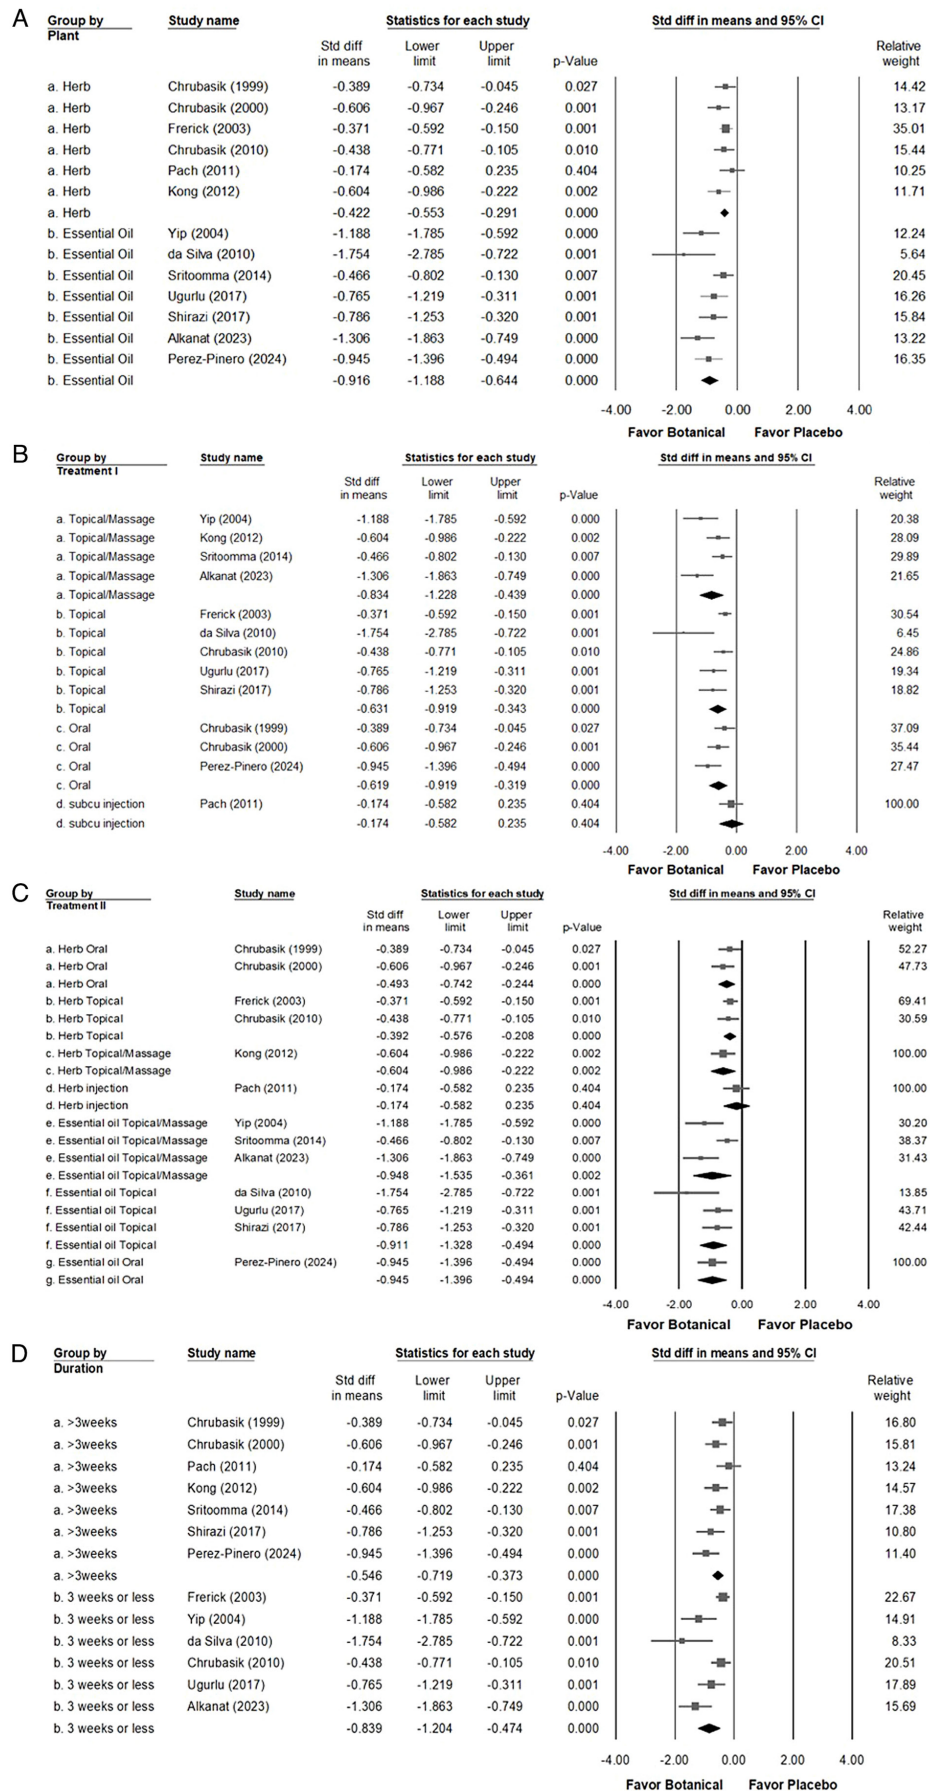 A
Group by Study name Statistics for each study Std diff in means and 95% CI
Plant
Std diff Lower Upper Relative
in means limit limit p-Value weight
a. Herb Chrubasik (1999) -0.389 -0.734 -0.045 0.027 14.42
a. Herb Chrubasik (2000) -0.606 -0.967 -0.246 0.001 13.17
a. Herb Frerick (2003) -0.371 -0.592 -0.150 0.001 35.01
a. Herb Chrubasik (2010) -0.438 -0.771 -0.105 0.010 15.44
a. Herb Pach (2011) -0.174 -0.582 0.235 0.404 10.25
a. Herb Kong (2012) -0.604 -0.986 -0.222 0.002 11.71
a. Herb -0.422 -0.553 -0.291 0.000
b. Essential Oil Yip (2004) -1.188 -1.785 -0.592 0.000 12.24
b. Essential Oil da Silva (2010) -1.754 -2.785 -0.722 0.001 5.64
b. Essential Oil Sritoomma (2014) -0.466 -0.802 -0.130 0.007 20.45
b. Essential Oil Ugurlu (2017) -0.765 -1.219 -0.311 0.001 16.26
b. Essential Oil Shirazi (2017) -0.786 -1.253 -0.320 0.001 15.84
b. Essential Oil Alkanat (2023) -1.306 -1.863 -0.749 0.000 13.22
b. Essential Oil Perez-Pinero (2024) -0.945 -1.396 -0.494 0.000 16.35
b. Essential Oil -0.916 -1.188 -0.644 0.000
-4.00 -2.00 0.00 2.00 4.00
Favor Botanical Favor Placebo
B
Group by Study name Statistics for each study Std diff in means and 95% CI
Treatment I
Std diff Lower Upper Relative
in means limit limit p-Value weight
a. Topical/Massage Yip (2004) -1.188 -1.785 -0.592 0.000 20.38
a. Topical/Massage Kong (2012) -0.604 -0.986 -0.222 0.002 28.09
a. Topical/Massage Sritoomma (2014) -0.466 -0.802 -0.130 0.007 29.89
a. Topical/Massage Alkanat (2023) -1.306 -1.863 -0.749 0.000 21.65
a. Topical/Massage -0.834 -1.228 -0.439 0.000
b. Topical Frerick (2003) -0.371 -0.592 -0.150 0.001 30.54
b. Topical da Silva (2010) -1.754 -2.785 -0.722 0.001 6.45
b. Topical Chrubasik (2010) -0.438 -0.771 -0.105 0.010 24.86
b. Topical Ugurlu (2017) -0.765 -1.219 -0.311 0.001 19.34
b. Topical Shirazi (2017) -0.786 -1.253 -0.320 0.001 18.82
b. Topical -0.631 -0.919 -0.343 0.000
c. Oral Chrubasik (1999) -0.389 -0.734 -0.045 0.027 37.09
c. Oral Chrubasik (2000) -0.606 -0.967 -0.246 0.001 35.44
c. Oral Perez-Pinero (2024) -0.945 -1.396 -0.494 0.000 27.47
c. Oral -0.619 -0.919 -0.319 0.000
d. subcu injection Pach (2011) -0.174 -0.582 0.235 0.404 100.00
d. subcu injection -0.174 -0.582 0.235 0.404
-4.00 -2.00 0.00 2.00 4.00
Favor Botanical Favor Placebo
C
Group by Study name Statistics for each study Std diff in means and 95% CI
Treatment II
Std diff Lower Upper Relative
in means limit limit p-Value weight
a. Herb Oral Chrubasik (1999) -0.389 -0.734 -0.045 0.027 52.27
a. Herb Oral Chrubasik (2000) -0.606 -0.967 -0.246 0.001 47.73
a. Herb Oral -0.493 -0.742 -0.244 0.000
b. Herb Topical Frerick (2003) -0.371 -0.592 -0.150 0.001 69.41
b. Herb Topical Chrubasik (2010) -0.438 -0.771 -0.105 0.010 30.59
b. Herb Topical -0.392 -0.576 -0.208 0.000
c. Herb Topical/Massage Kong (2012) -0.604 -0.986 -0.222 0.002 100.00
c. Herb Topical/Massage -0.604 -0.986 -0.222 0.002
d. Herb injection Pach (2011) -0.174 -0.582 0.235 0.404 100.00
d. Herb injection -0.174 -0.582 0.235 0.404
e. Essential oil Topical/Massage Yip (2004) -1.188 -1.785 -0.592 0.000 30.20
e. Essential oil Topical/Massage Sritoomma (2014) -0.466 -0.802 -0.130 0.007 38.37
e. Essential oil Topical/Massage Alkanat (2023) -1.306 -1.863 -0.749 0.000 31.43
e. Essential oil Topical/Massage -0.948 -1.535 -0.361 0.002
f. Essential oil Topical da Silva (2010) -1.754 -2.785 -0.722 0.001 13.85
f. Essential oil Topical Ugurlu (2017) -0.765 -1.219 -0.311 0.001 43.71
f. Essential oil Topical Shirazi (2017) -0.786 -1.253 -0.320 0.001 42.44
f. Essential oil Topical -0.911 -1.328 -0.494 0.000
g. Essential oil Oral Perez-Pinero (2024) -0.945 -1.396 -0.494 0.000 100.00
g. Essential oil Oral -0.945 -1.396 -0.494 0.000
-4.00 -2.00 0.00 2.00 4.00
Favor Botanical Favor Placebo
D
Group by Study name Statistics for each study Std diff in means and 95% CI
Duration
Std diff Lower Upper Relative
in means limit limit p-Value weight
a. >3weeks Chrubasik (1999) -0.389 -0.734 -0.045 0.027 16.80
a. >3weeks Chrubasik (2000) -0.606 -0.967 -0.246 0.001 15.81
a. >3weeks Pach (2011) -0.174 -0.582 0.235 0.404 13.24
a. >3weeks Kong (2012) -0.604 -0.986 -0.222 0.002 14.57
a. >3weeks Sritoomma (2014) -0.466 -0.802 -0.130 0.007 17.38
a. >3weeks Shirazi (2017) -0.786 -1.253 -0.320 0.001 10.80
a. >3weeks Perez-Pinero (2024) -0.945 -1.396 -0.494 0.000 11.40
a. >3weeks -0.546 -0.719 -0.373 0.000
b. 3 weeks or less Frerick (2003) -0.371 -0.592 -0.150 0.001 22.67
b. 3 weeks or less Yip (2004) -1.188 -1.785 -0.592 0.000 14.91
b. 3 weeks or less da Silva (2010) -1.754 -2.785 -0.722 0.001 8.33
b. 3 weeks or less Chrubasik (2010) -0.438 -0.771 -0.105 0.010 20.51
b. 3 weeks or less Ugurlu (2017) -0.765 -1.219 -0.311 0.001 17.89
b. 3 weeks or less Alkanat (2023) -1.306 -1.863 -0.749 0.000 15.69
b. 3 weeks or less -0.839 -1.204 -0.474 0.000
-4.00 -2.00 0.00 2.00 4.00
Favor Botanical Favor Placebo